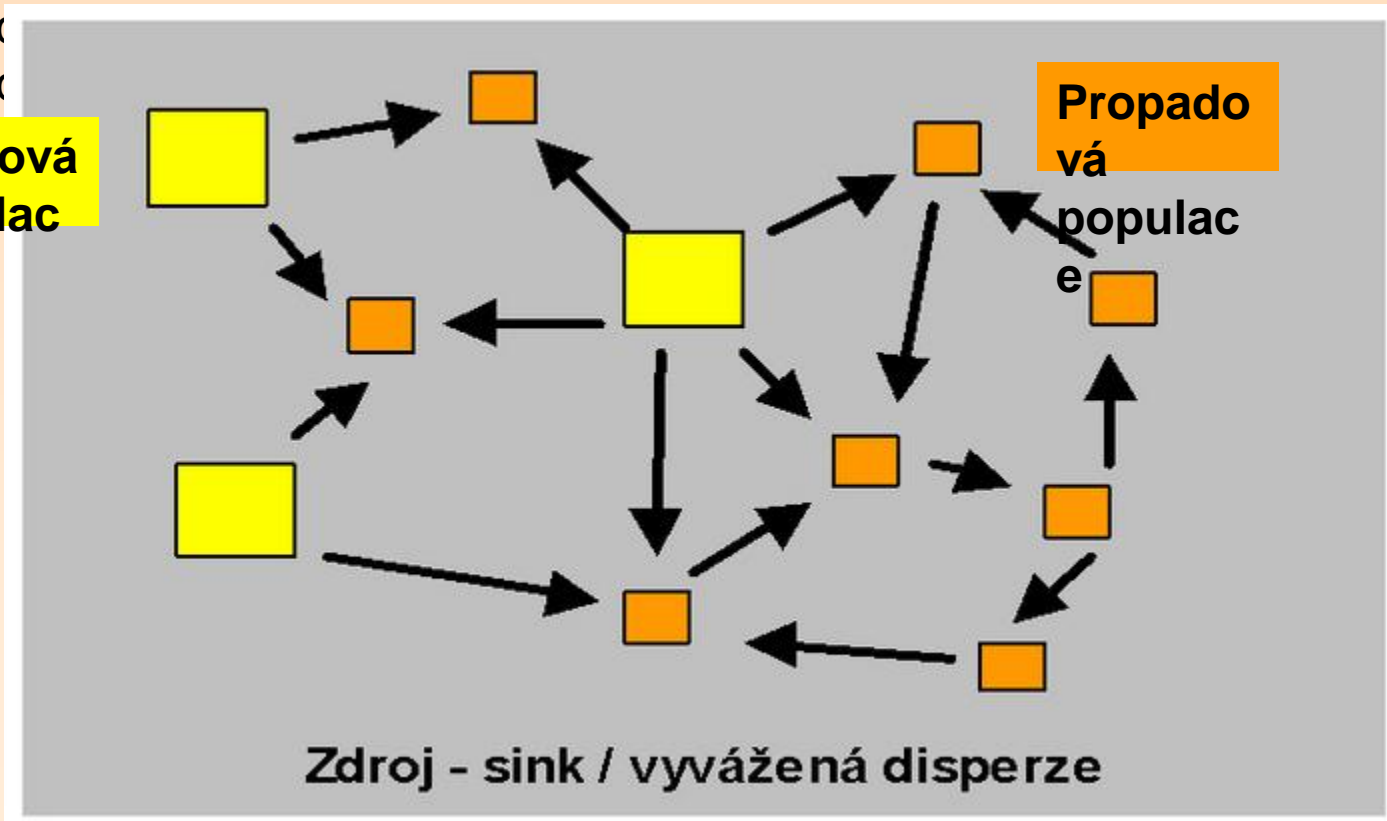 ová
lac
Propado
vá
populac
e
Zdroj - sink / vyvážená disperze